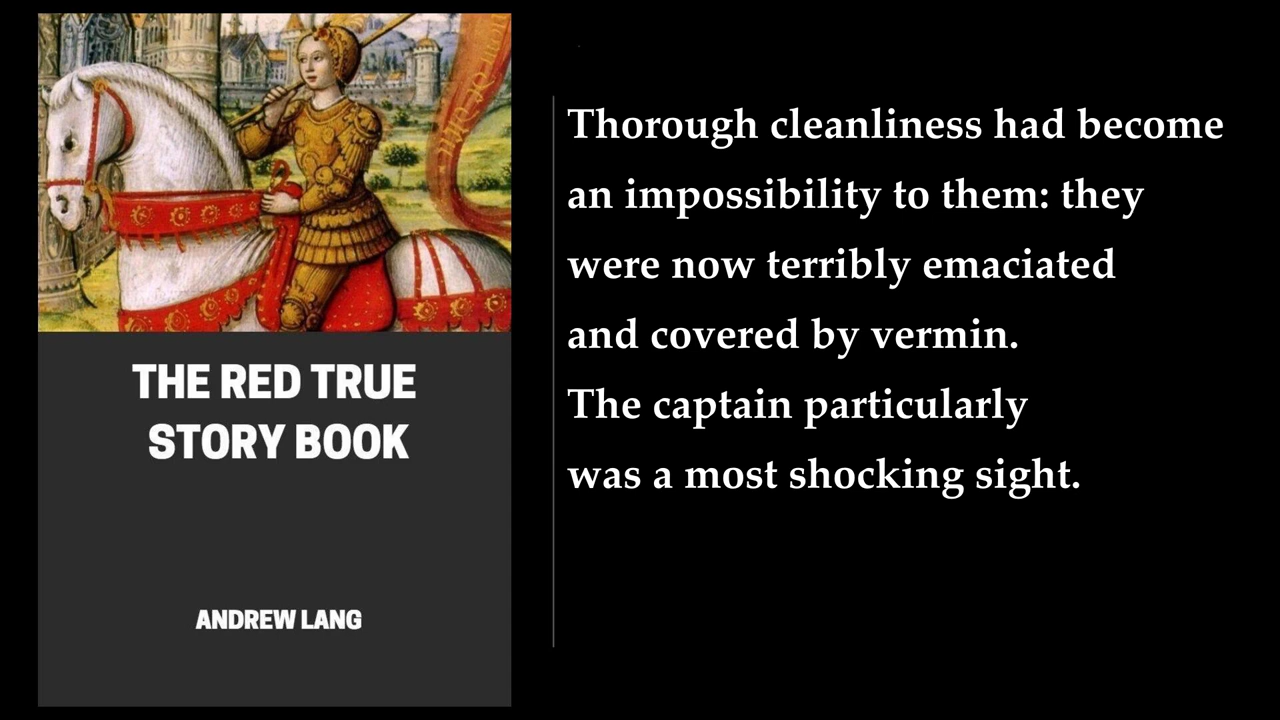 THE RED TRUE
STORY BOOK
ANDREW LANG
Thorough cleanliness had become
an impossibility to them: they
were now terribly emaciated
and covered by vermin.
The captain particularly
was a most shocking sight.